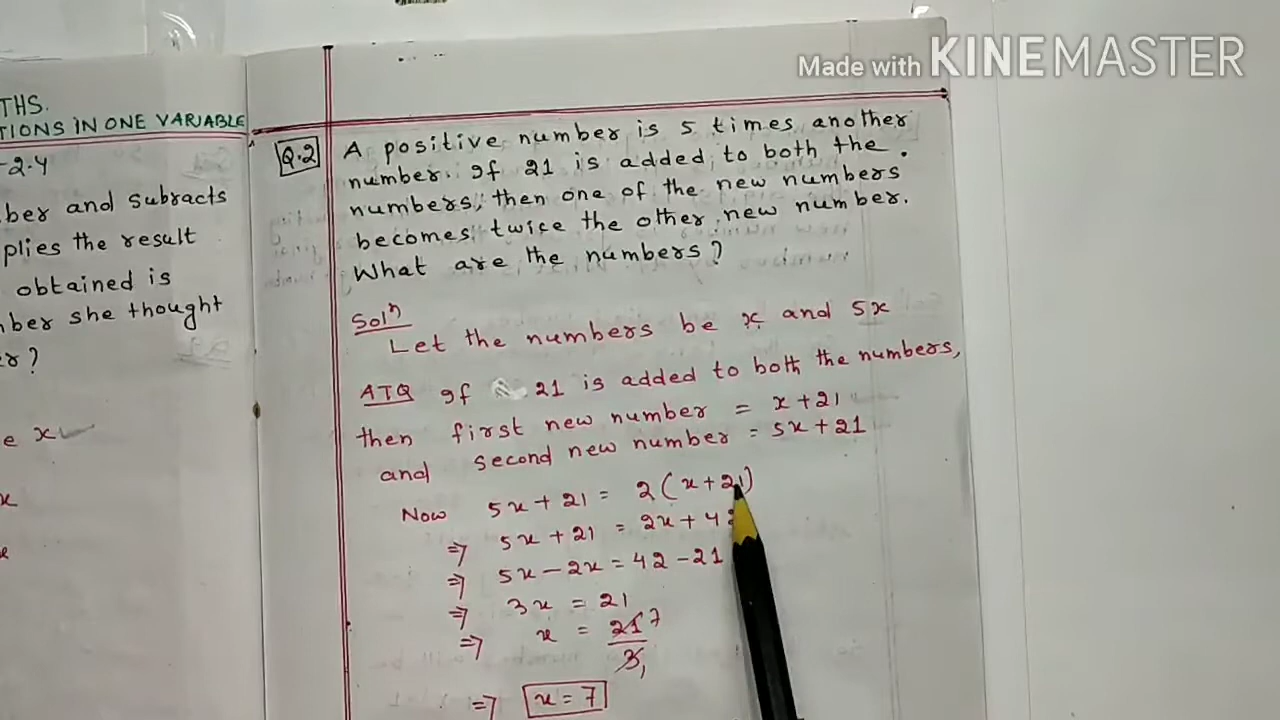 Made with KINEMASTER
THS.
TIONS IN ONE VARIABLE
-2.4
ber and subracts
plies the result
obtained is
ber she thought
er?
e x
x
Q.2 A positive number is 5 times another
number. If 21 is added, to both the
numbers, then one of the new numbers
becomes twice the other new number.
What are the numbers?
Solⁿ
Let the numbers be x and 5x
ATQ If 21 is added to both the numbers,
then first new number = x + 21
and second new number = 5x + 21
Now 5x + 21 = 2(x + 21)
⇒ 5x + 21 = 2x + 4
⇒ 5x - 2x = 42 - 21
⇒ 3x = 21
⇒ x = 21/3 7 1
⇒ x = 7